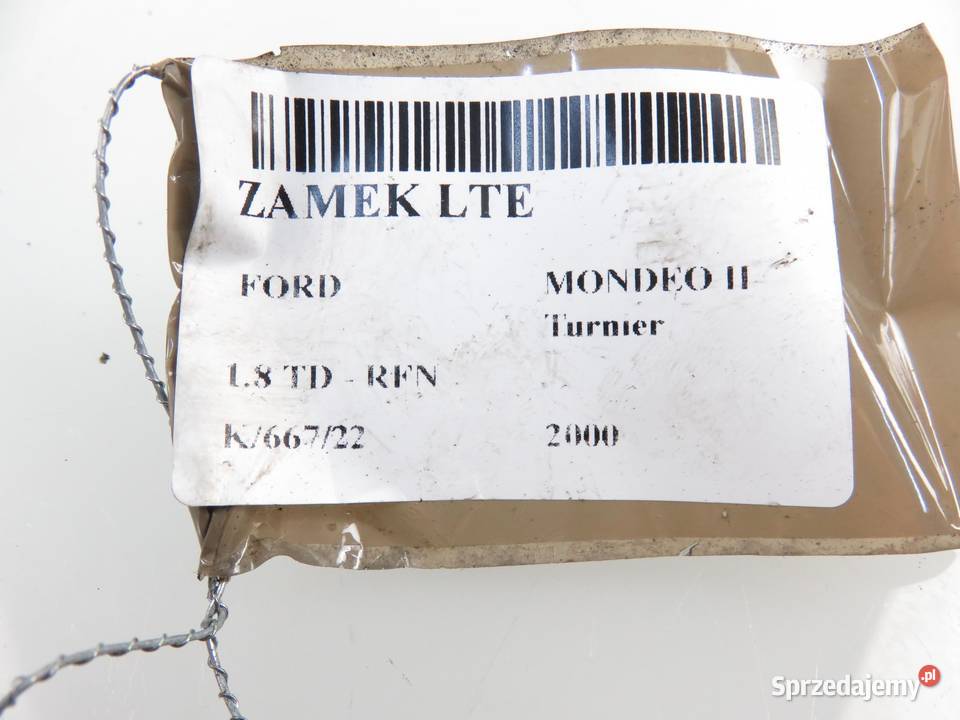 ZAMEK LTE
FORD MONDEO II
Turnier
1.8 TD - RFN
K/667/22 2000
Sprzedajemy.pl